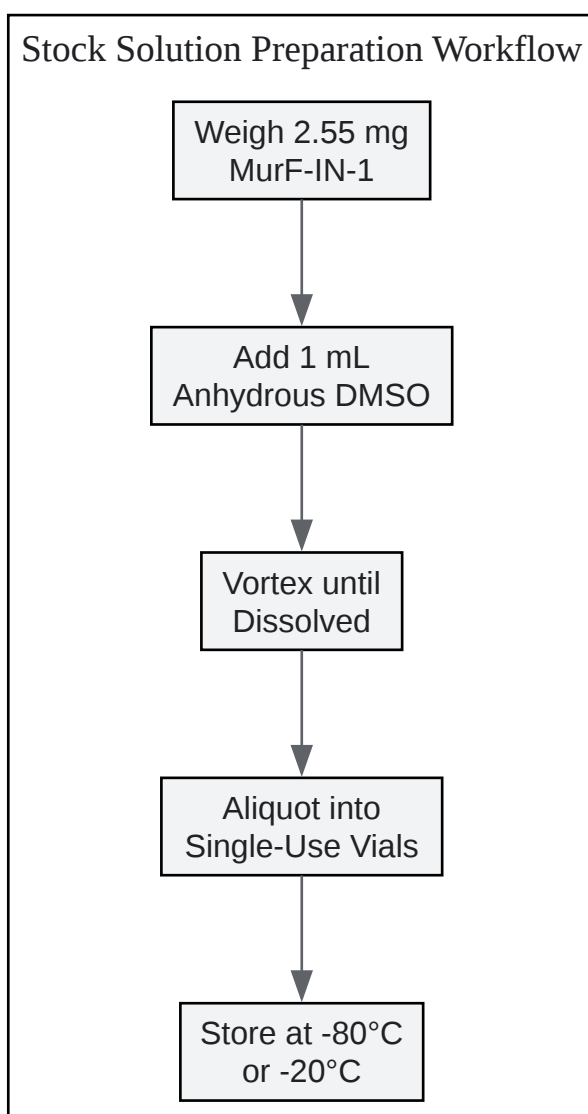 Stock Solution Preparation Workflow
Weigh 2.55 mg
MurF-IN-1
Add 1 mL
Anhydrous DMSO
Vortex until
Dissolved
Aliquot into
Single-Use Vials
Store at -80°C
or -20°C